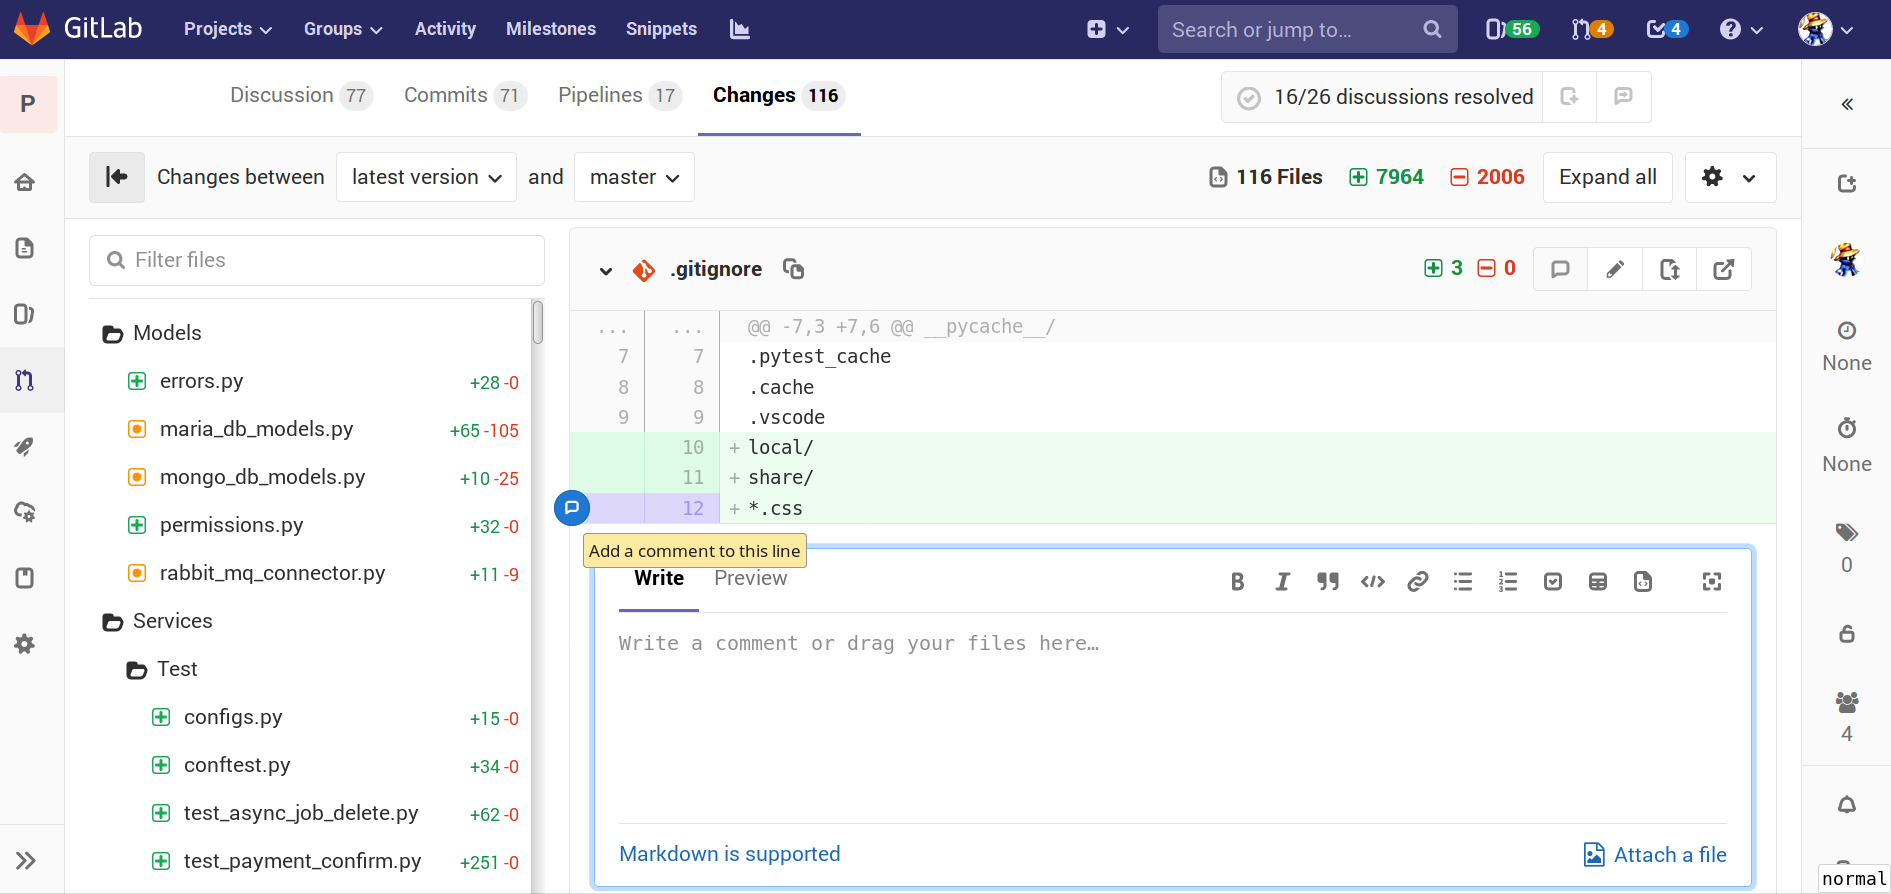 GitLab Projects Groups Activity Milestones Snippets Search or jump to... 56 4 4
P
Discussion 77 Commits 71 Pipelines 17 Changes 116 16/26 discussions resolved
Changes between latest version and master 116 Files 7964 2006 Expand all
Filter files
Models
errors.py +28 -0
maria_db_models.py +65 -105
mongo_db_models.py +10 -25
permissions.py +32 -0
rabbit_mq_connector.py +11 -9
Services
Test
configs.py +15 -0
conftest.py +34 -0
test_async_job_delete.py +62 -0
test_payment_confirm.py +251 -0
.gitignore 3 0
... ... @@ -7,3 +7,6 @@ __pycache__/
7 7 .pytest_cache
8 8 .cache
9 9 .vscode
10 + local/
11 + share/
12 + *.css
Add a comment to this line
Write Preview
Write a comment or drag your files here…
Markdown is supported Attach a file
None
None
0
4
normal